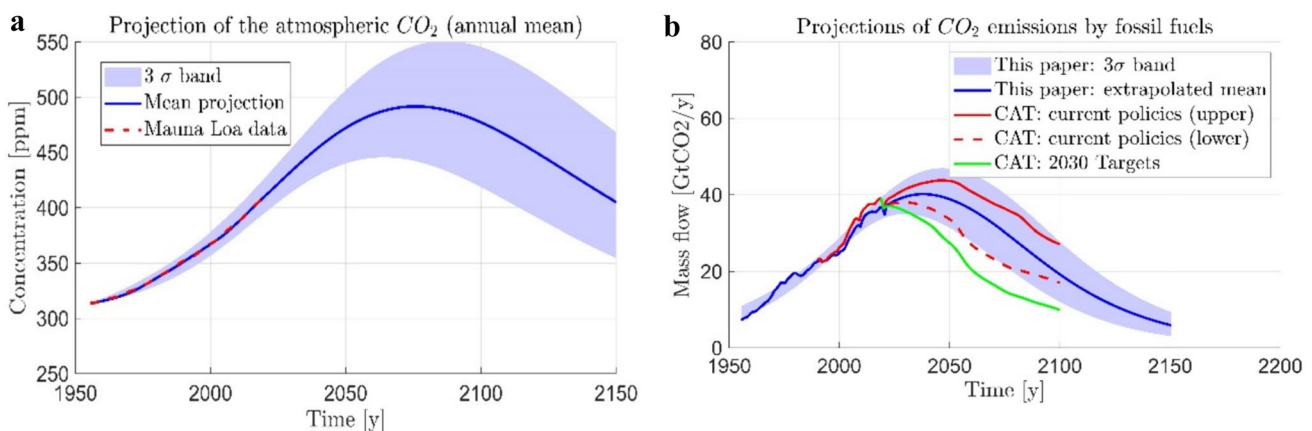 a
Projection of the atmospheric CO2 (annual mean)
550
500
450
400
350
300
250
Concentration [ppm]
3 σ band
Mean projection
Mauna Loa data
1950
2000
2050
2100
2150
Time [y]
b
Projections of CO2 emissions by fossil fuels
80
60
40
20
0
Mass flow [GtCO2/y]
This paper: 3σ band
This paper: extrapolated mean
CAT: current policies (upper)
CAT: current policies (lower)
CAT: 2030 Targets
1950
2000
2050
2100
2150
2200
Time [y]